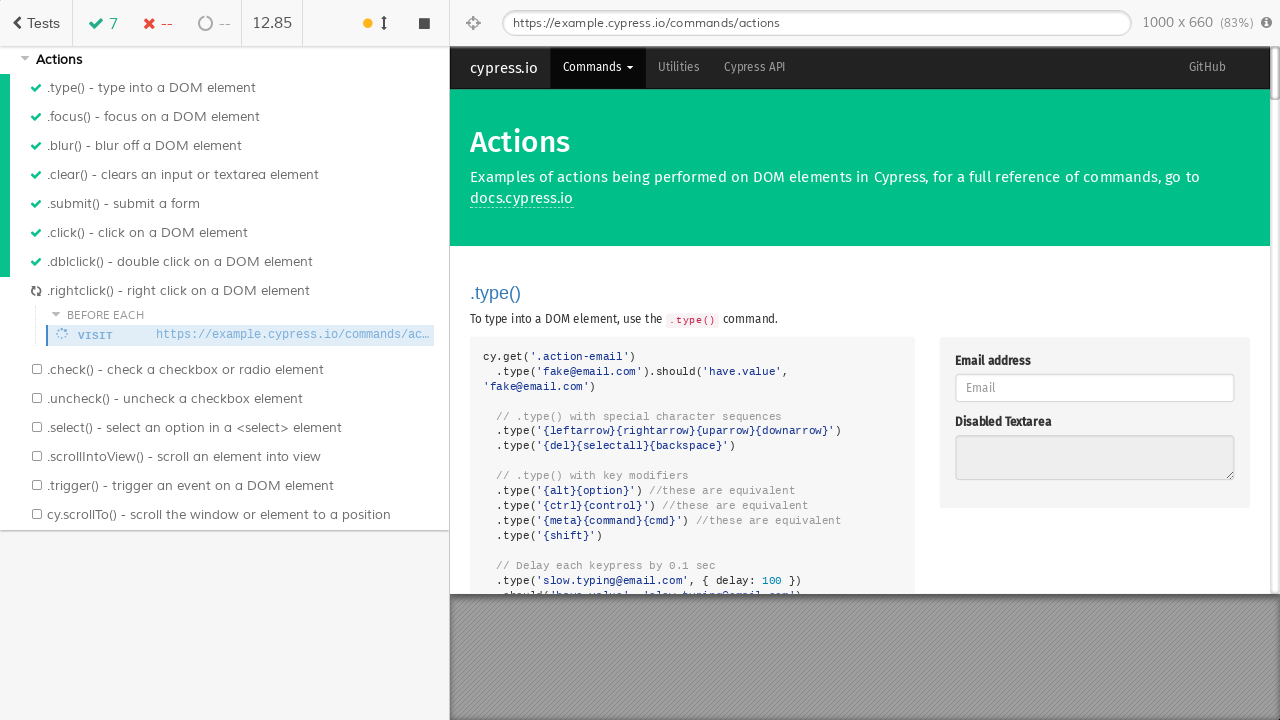 Tests
7
--
--
12.85
https://example.cypress.io/commands/actions
1000 x 660 (83%)
Actions
.type() - type into a DOM element
.focus() - focus on a DOM element
.blur() - blur off a DOM element
.clear() - clears an input or textarea element
.submit() - submit a form
.click() - click on a DOM element
.dblclick() - double click on a DOM element
.rightclick() - right click on a DOM element
BEFORE EACH
VISIT https://example.cypress.io/commands/ac…
.check() - check a checkbox or radio element
.uncheck() - uncheck a checkbox element
.select() - select an option in a <select> element
.scrollIntoView() - scroll an element into view
.trigger() - trigger an event on a DOM element
cy.scrollTo() - scroll the window or element to a position
cypress.io
Commands
Utilities
Cypress API
GitHub
Actions
Examples of actions being performed on DOM elements in Cypress, for a full reference of commands, go to
docs.cypress.io
.type()
To type into a DOM element, use the .type() command.
cy.get('.action-email')
.type('fake@email.com').should('have.value',
'fake@email.com')
// .type() with special character sequences
.type('{leftarrow}{rightarrow}{uparrow}{downarrow}')
.type('{del}{selectall}{backspace}')
// .type() with key modifiers
.type('{alt}{option}') //these are equivalent
.type('{ctrl}{control}') //these are equivalent
.type('{meta}{command}{cmd}') //these are equivalent
.type('{shift}')
// Delay each keypress by 0.1 sec
.type('slow.typing@email.com', { delay: 100 })
.should('have.value', 'slow.typing@email.com')
Email address
Email
Disabled Textarea